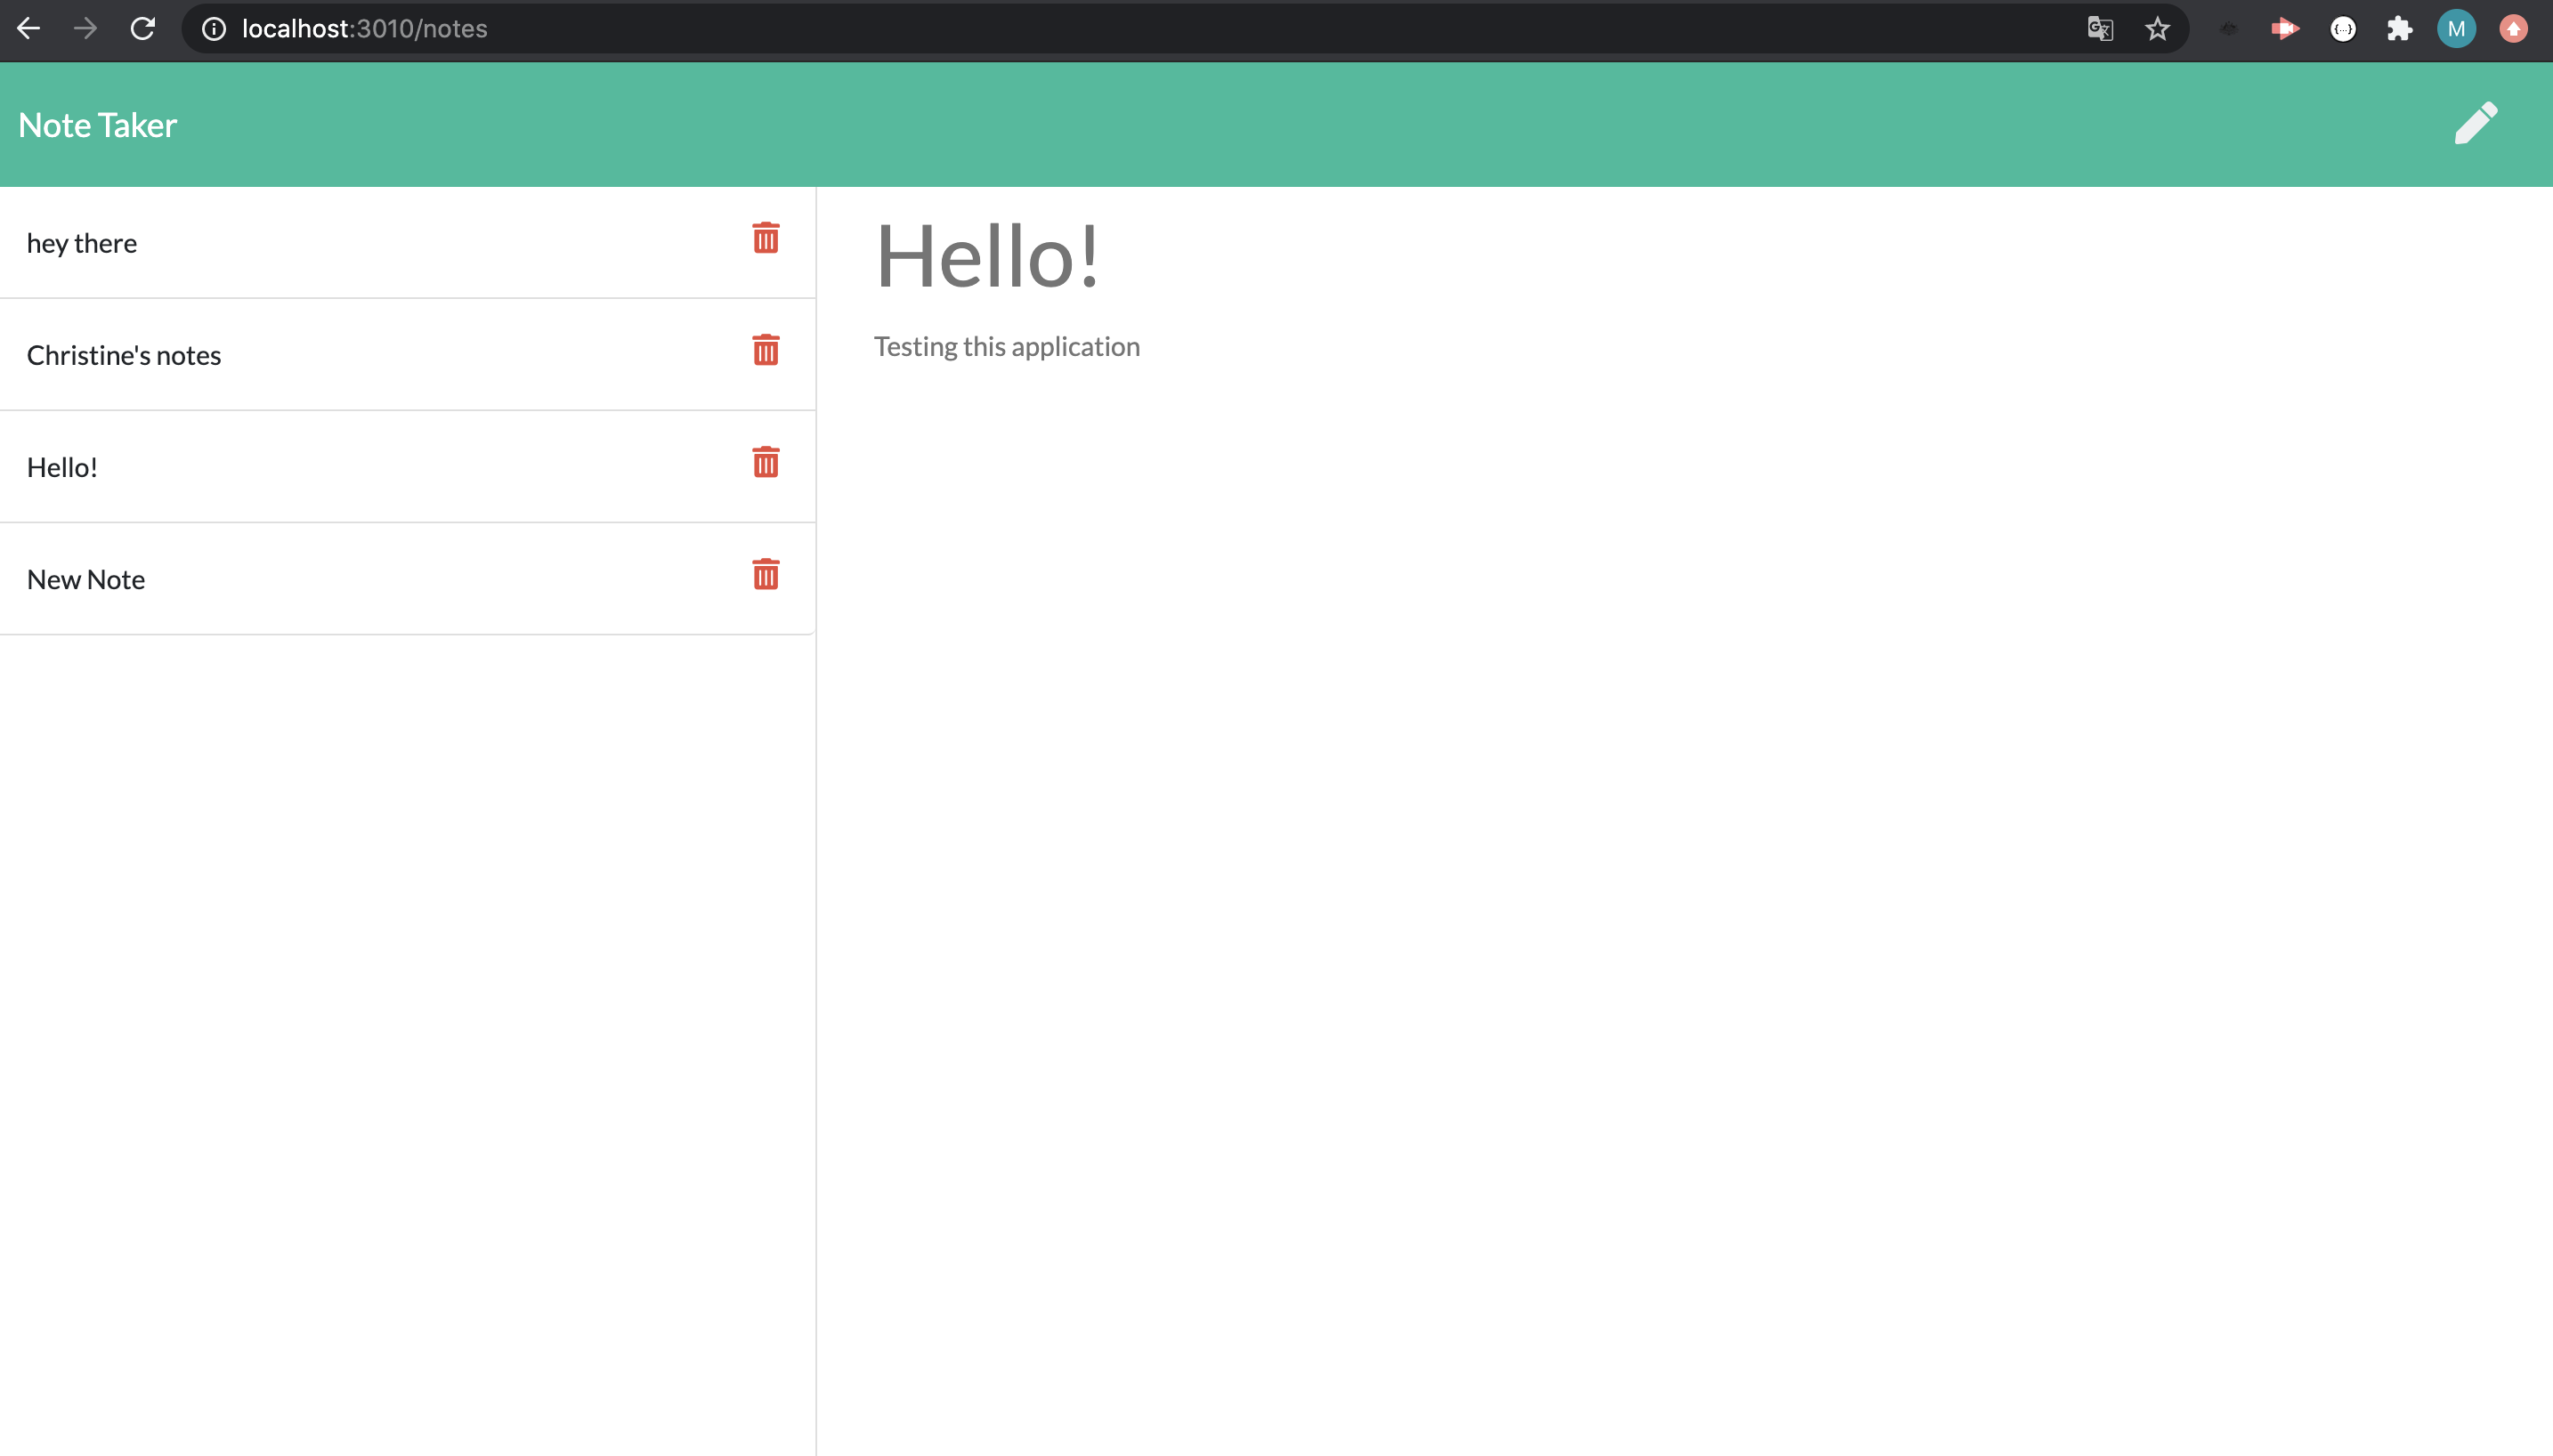 localhost:3010/notes
M
Note Taker
hey there
Christine's notes
Hello!
New Note
Hello!
Testing this application